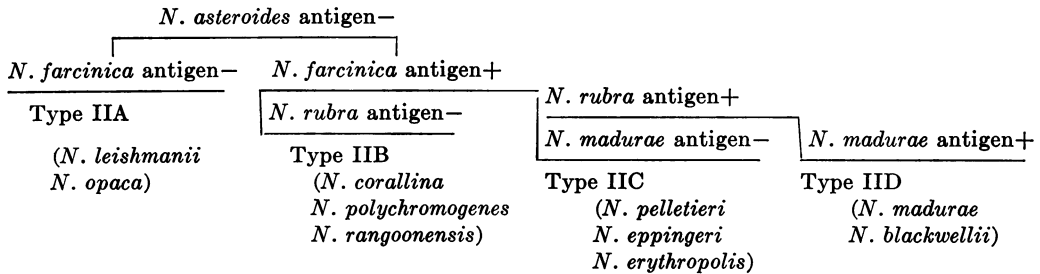 N. asteroides antigen−
N. farcinica antigen− N. farcinica antigen+
N. rubra antigen+
Type IIA N. rubra antigen−
N. madurae antigen− N. madurae antigen+
(N. leishmanii Type IIB
N. opaca) (N. corallina Type IIC Type IID
N. polychromogenes (N. pelletieri (N. madurae
N. rangoonensis) N. eppingeri N. blackwellii)
N. erythropolis)